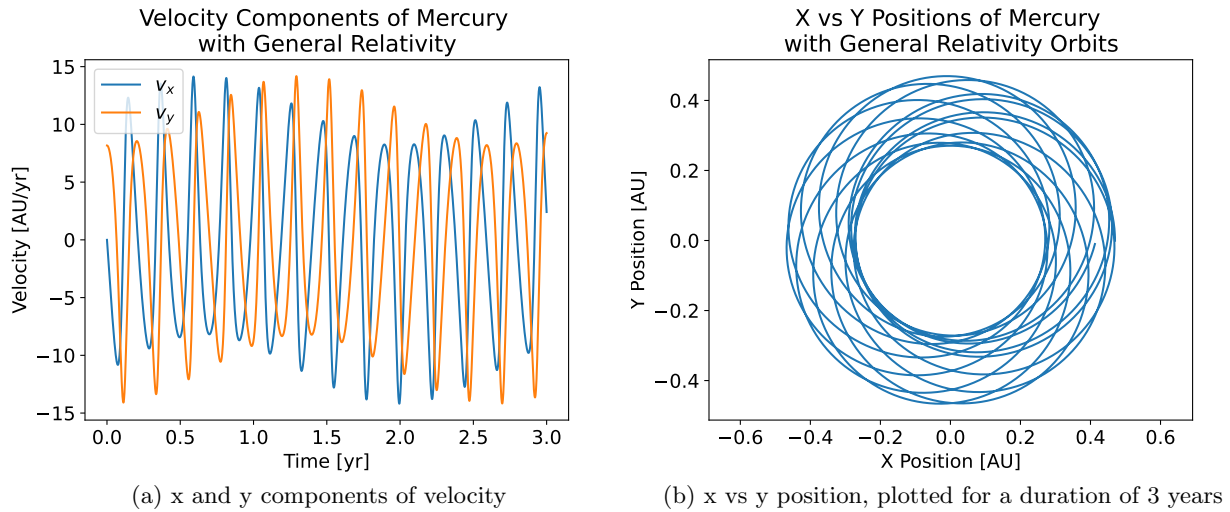 Velocity Components of Mercury
with General Relativity
15
10
5
0
−5
−10
−15
Velocity [AU/yr]
v_x
v_y
0.0 0.5 1.0 1.5 2.0 2.5 3.0
Time [yr]
(a) x and y components of velocity
X vs Y Positions of Mercury
with General Relativity Orbits
0.4
0.2
0.0
−0.2
−0.4
Y Position [AU]
−0.6 −0.4 −0.2 0.0 0.2 0.4 0.6
X Position [AU]
(b) x vs y position, plotted for a duration of 3 years